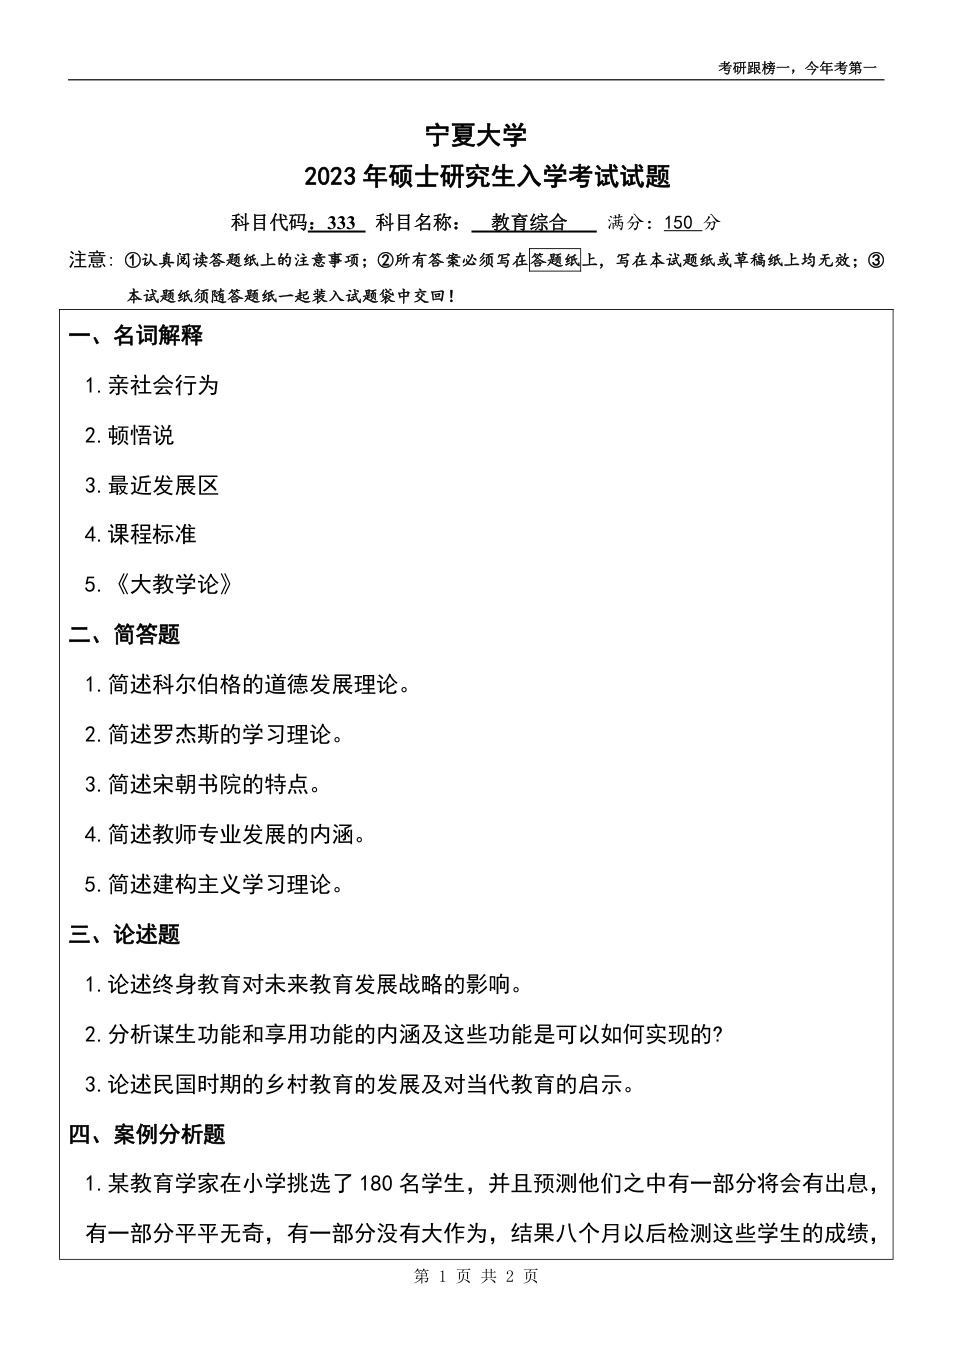 考研跟榜一，今年考第一
宁夏大学
2023 年硕士研究生入学考试试题
科目代码：333 科目名称： 教育综合 满分：150 分
注意：①认真阅读答题纸上的注意事项；②所有答案必须写在答题纸上，写在本试题纸或草稿纸上均无效；③
本试题纸须随答题纸一起装入试题袋中交回！
一、名词解释
1.亲社会行为
2.顿悟说
3.最近发展区
4.课程标准
5.《大教学论》
二、简答题
1.简述科尔伯格的道德发展理论。
2.简述罗杰斯的学习理论。
3.简述宋朝书院的特点。
4.简述教师专业发展的内涵。
5.简述建构主义学习理论。
三、论述题
1.论述终身教育对未来教育发展战略的影响。
2.分析谋生功能和享用功能的内涵及这些功能是可以如何实现的?
3.论述民国时期的乡村教育的发展及对当代教育的启示。
四、案例分析题
1.某教育学家在小学挑选了 180 名学生，并且预测他们之中有一部分将会有出息，
有一部分平平无奇，有一部分没有大作为，结果八个月以后检测这些学生的成绩，
第 1 页 共 2 页